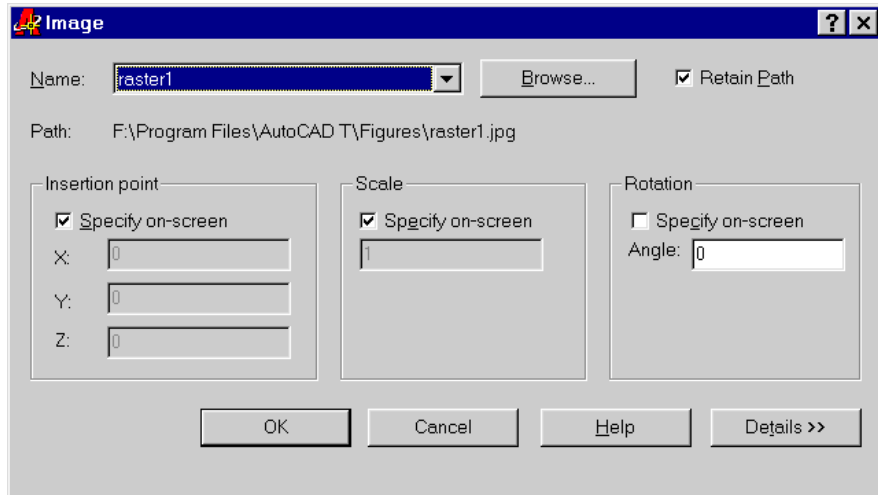 Image
Name: raster1 Browse... Retain Path
Path: F:\Program Files\AutoCAD T\Figures\raster1.jpg
Insertion point
Specify on-screen
X: 0
Y: 0
Z: 0
Scale
Specify on-screen
1
Rotation
Specify on-screen
Angle: 0
OK Cancel Help Details >>